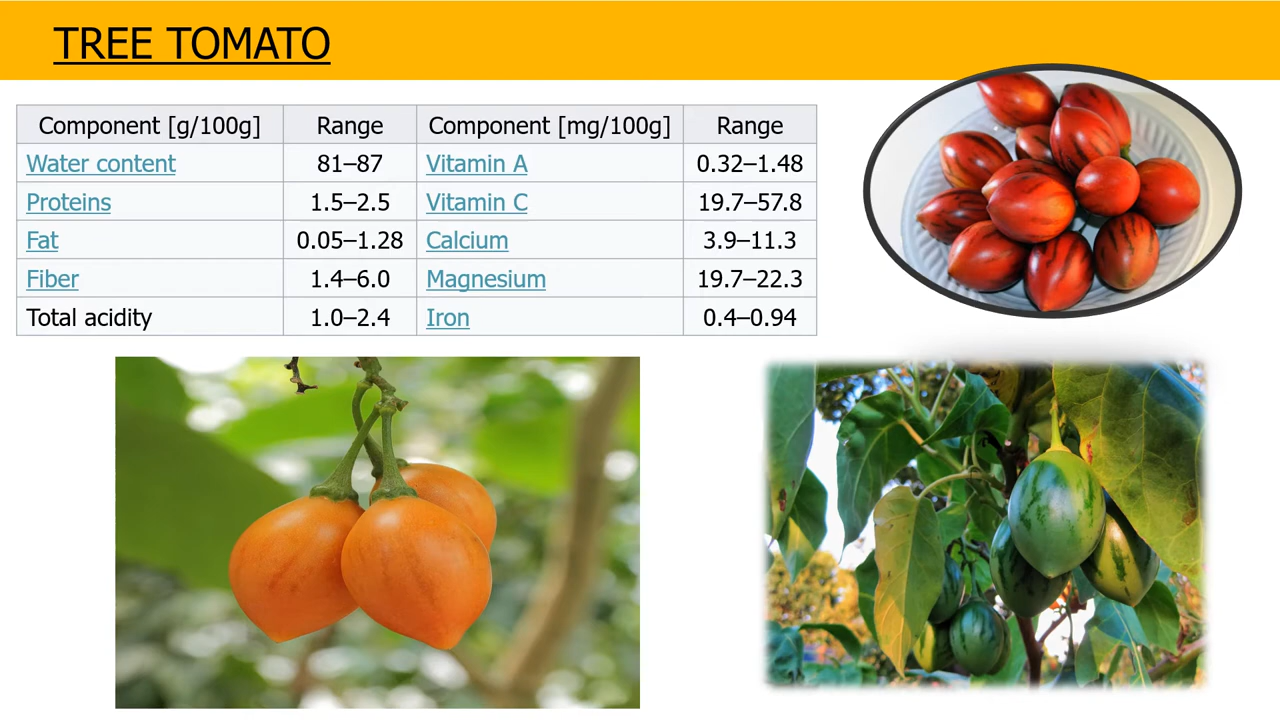 TREE TOMATO
Component [g/100g] Range Component [mg/100g] Range
Water content 81–87 Vitamin A 0.32–1.48
Proteins 1.5–2.5 Vitamin C 19.7–57.8
Fat 0.05–1.28 Calcium 3.9–11.3
Fiber 1.4–6.0 Magnesium 19.7–22.3
Total acidity 1.0–2.4 Iron 0.4–0.94